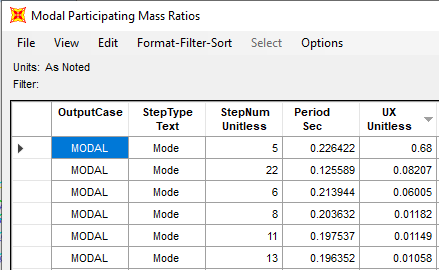 Modal Participating Mass Ratios
File View Edit Format-Filter-Sort Select Options
Units: As Noted
Filter:
OutputCase StepType StepNum Period UX
Text Unitless Sec Unitless
MODAL Mode 5 0.226422 0.68
MODAL Mode 22 0.125589 0.08207
MODAL Mode 6 0.213944 0.06005
MODAL Mode 8 0.203632 0.01182
MODAL Mode 11 0.197537 0.01149
MODAL Mode 13 0.196352 0.01058